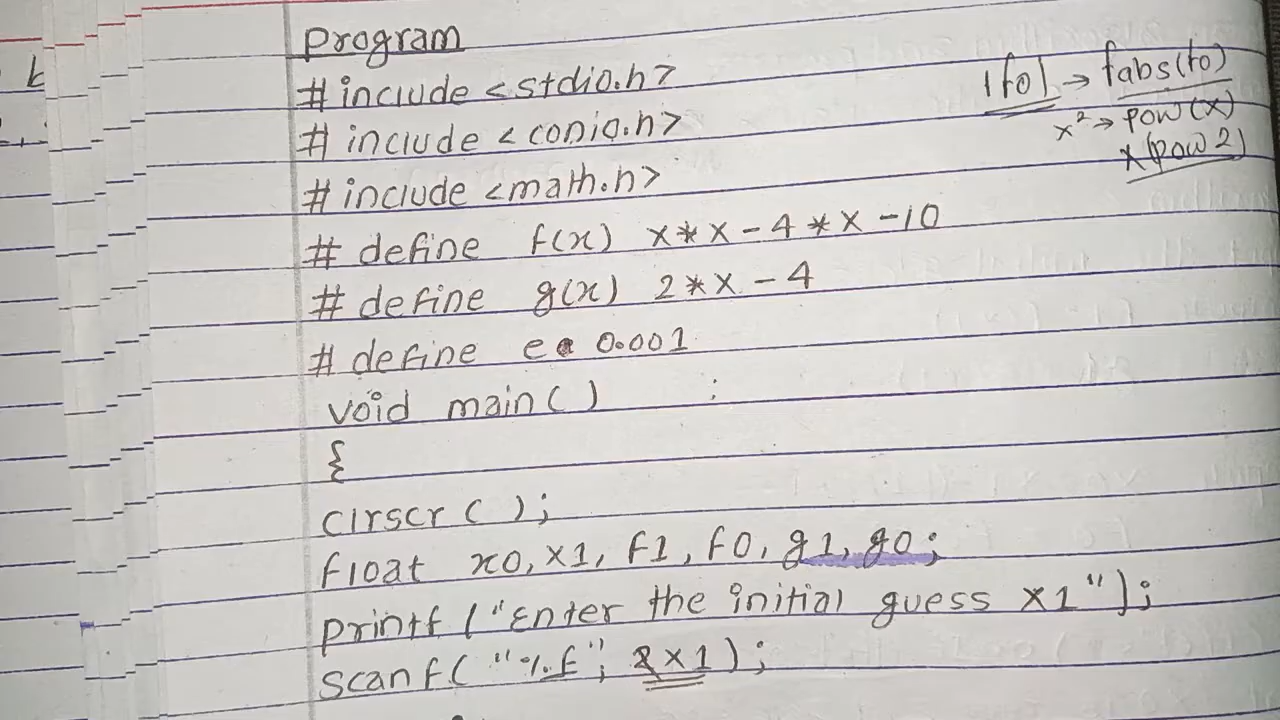 Program
# include <stdio.h>
# include <conio.h>
# include <math.h>
# define f(x) x*x-4*x-10
# define g(x) 2*x-4
# define e 0.001
void main()
{
clrscr();
float x0, x1, f1, f0, g1, g0;
printf("Enter the initial guess x1");
scanf("%f", &x1);
|f0| → fabs(f0)
x² → pow(x)
x(pow 2)